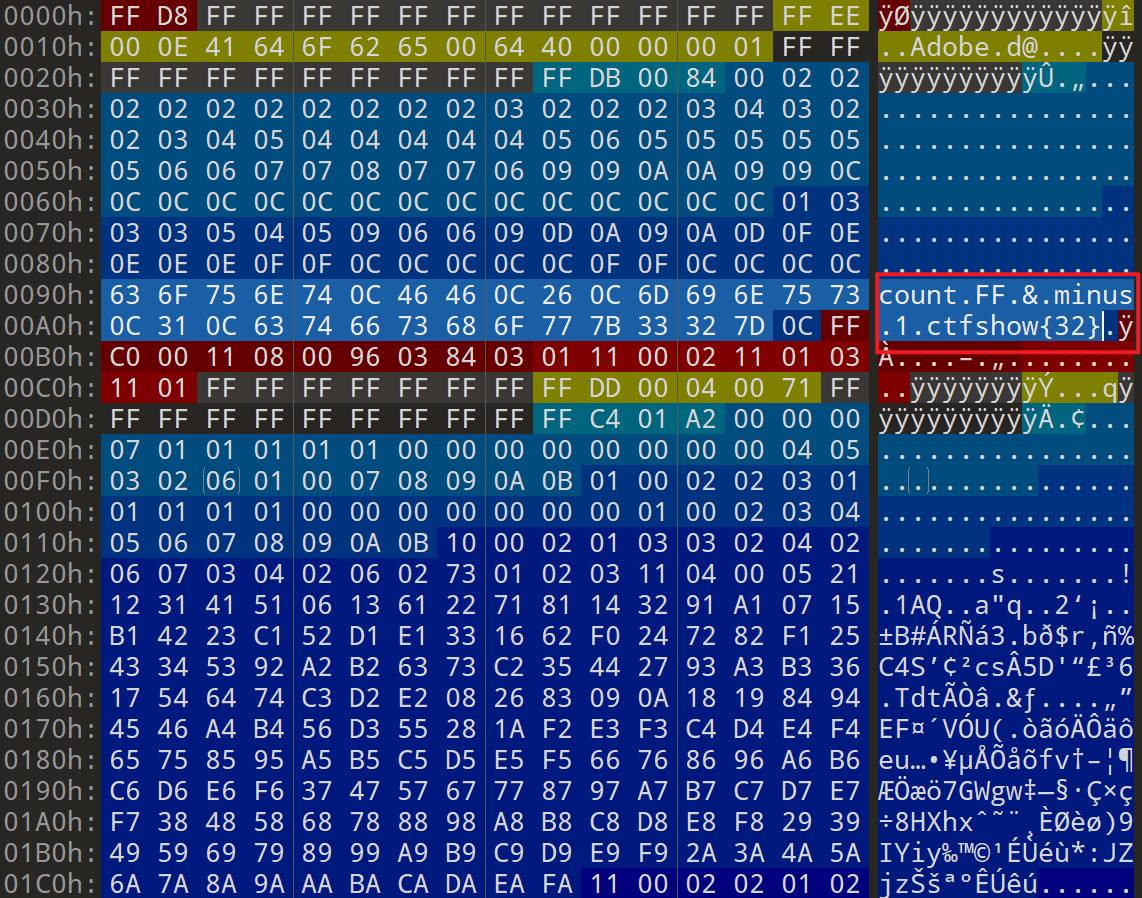 0000h: FF D8 FF FF FF FF FF FF FF FF FF FF FF FF FF EE ÿØÿÿÿÿÿÿÿÿÿÿÿÿÿî
0010h: 00 0E 41 64 6F 62 65 00 64 40 00 00 00 01 FF FF ..Adobe.d@....ÿÿ
0020h: FF FF FF FF FF FF FF FF FF FF DB 00 84 00 02 02 ÿÿÿÿÿÿÿÿÿÿÛ.„...
0030h: 02 02 02 02 02 02 02 02 03 02 02 02 03 04 03 02 ................
0040h: 02 03 04 05 04 04 04 04 04 05 06 05 05 05 05 05 ................
0050h: 05 06 06 07 07 08 07 07 06 09 09 0A 0A 09 09 0C ................
0060h: 0C 0C 0C 0C 0C 0C 0C 0C 0C 0C 0C 0C 0C 0C 01 03 ................
0070h: 03 03 05 04 05 09 06 06 09 0D 0A 09 0A 0D 0F 0E ................
0080h: 0E 0E 0E 0F 0F 0C 0C 0C 0C 0C 0F 0F 0C 0C 0C 0C ................
0090h: 63 6F 75 6E 74 0C 46 46 0C 26 0C 6D 69 6E 75 73 count.FF.&.minus
00A0h: 0C 31 0C 63 74 66 73 68 6F 77 7B 33 32 7D 0C FF .1.ctfshow{32}.ÿ
00B0h: C0 00 11 08 00 96 03 84 03 01 11 00 02 11 01 03 À....–.„........
00C0h: 11 01 FF FF FF FF FF FF FF FF DD 00 04 00 71 FF ..ÿÿÿÿÿÿÿÿÝ...qÿ
00D0h: FF FF FF FF FF FF FF FF FF FF C4 01 A2 00 00 00 ÿÿÿÿÿÿÿÿÿÿÄ.¢...
00E0h: 07 01 01 01 01 01 00 00 00 00 00 00 00 00 04 05 ................
00F0h: 03 02 06 01 00 07 08 09 0A 0B 01 00 02 02 03 01 ................
0100h: 01 01 01 01 00 00 00 00 00 00 00 01 00 02 03 04 ................
0110h: 05 06 07 08 09 0A 0B 10 00 02 01 03 03 02 04 02 ................
0120h: 06 07 03 04 02 06 02 73 01 02 03 11 04 00 05 21 .......s.......!
0130h: 12 31 41 51 06 13 61 22 71 81 14 32 91 A1 07 15 .1AQ..a"q..2‘¡..
0140h: B1 42 23 C1 52 D1 E1 33 16 62 F0 24 72 82 F1 25 ±B#ÁRÑá3.bð$r‚ñ%
0150h: 43 34 53 92 A2 B2 63 73 C2 35 44 27 93 A3 B3 36 C4S’¢²csÂ5D'“£³6
0160h: 17 54 64 74 C3 D2 E2 08 26 83 09 0A 18 19 84 94 .TdtÃÒâ.&ƒ....„”
0170h: 45 46 A4 B4 56 D3 55 28 1A F2 E3 F3 C4 D4 E4 F4 EF¤´VÓU(.òãóÄÔäô
0180h: 65 75 85 95 A5 B5 C5 D5 E5 F5 66 76 86 96 A6 B6 eu…•¥µÅÕåõfv†–¦¶
0190h: C6 D6 E6 F6 37 47 57 67 77 87 97 A7 B7 C7 D7 E7 ÆÖæö7GWgw‡—§·Ç×ç
01A0h: F7 38 48 58 68 78 88 98 A8 B8 C8 D8 E8 F8 29 39 ÷8HXhxˆ˜¨¸ÈØèø)9
01B0h: 49 59 69 79 89 99 A9 B9 C9 D9 E9 F9 2A 3A 4A 5A IYiy‰™©¹ÉÙéù*:JZ
01C0h: 6A 7A 8A 9A AA BA CA DA EA FA 11 00 02 02 01 02 jzŠšªºÊÚêú......